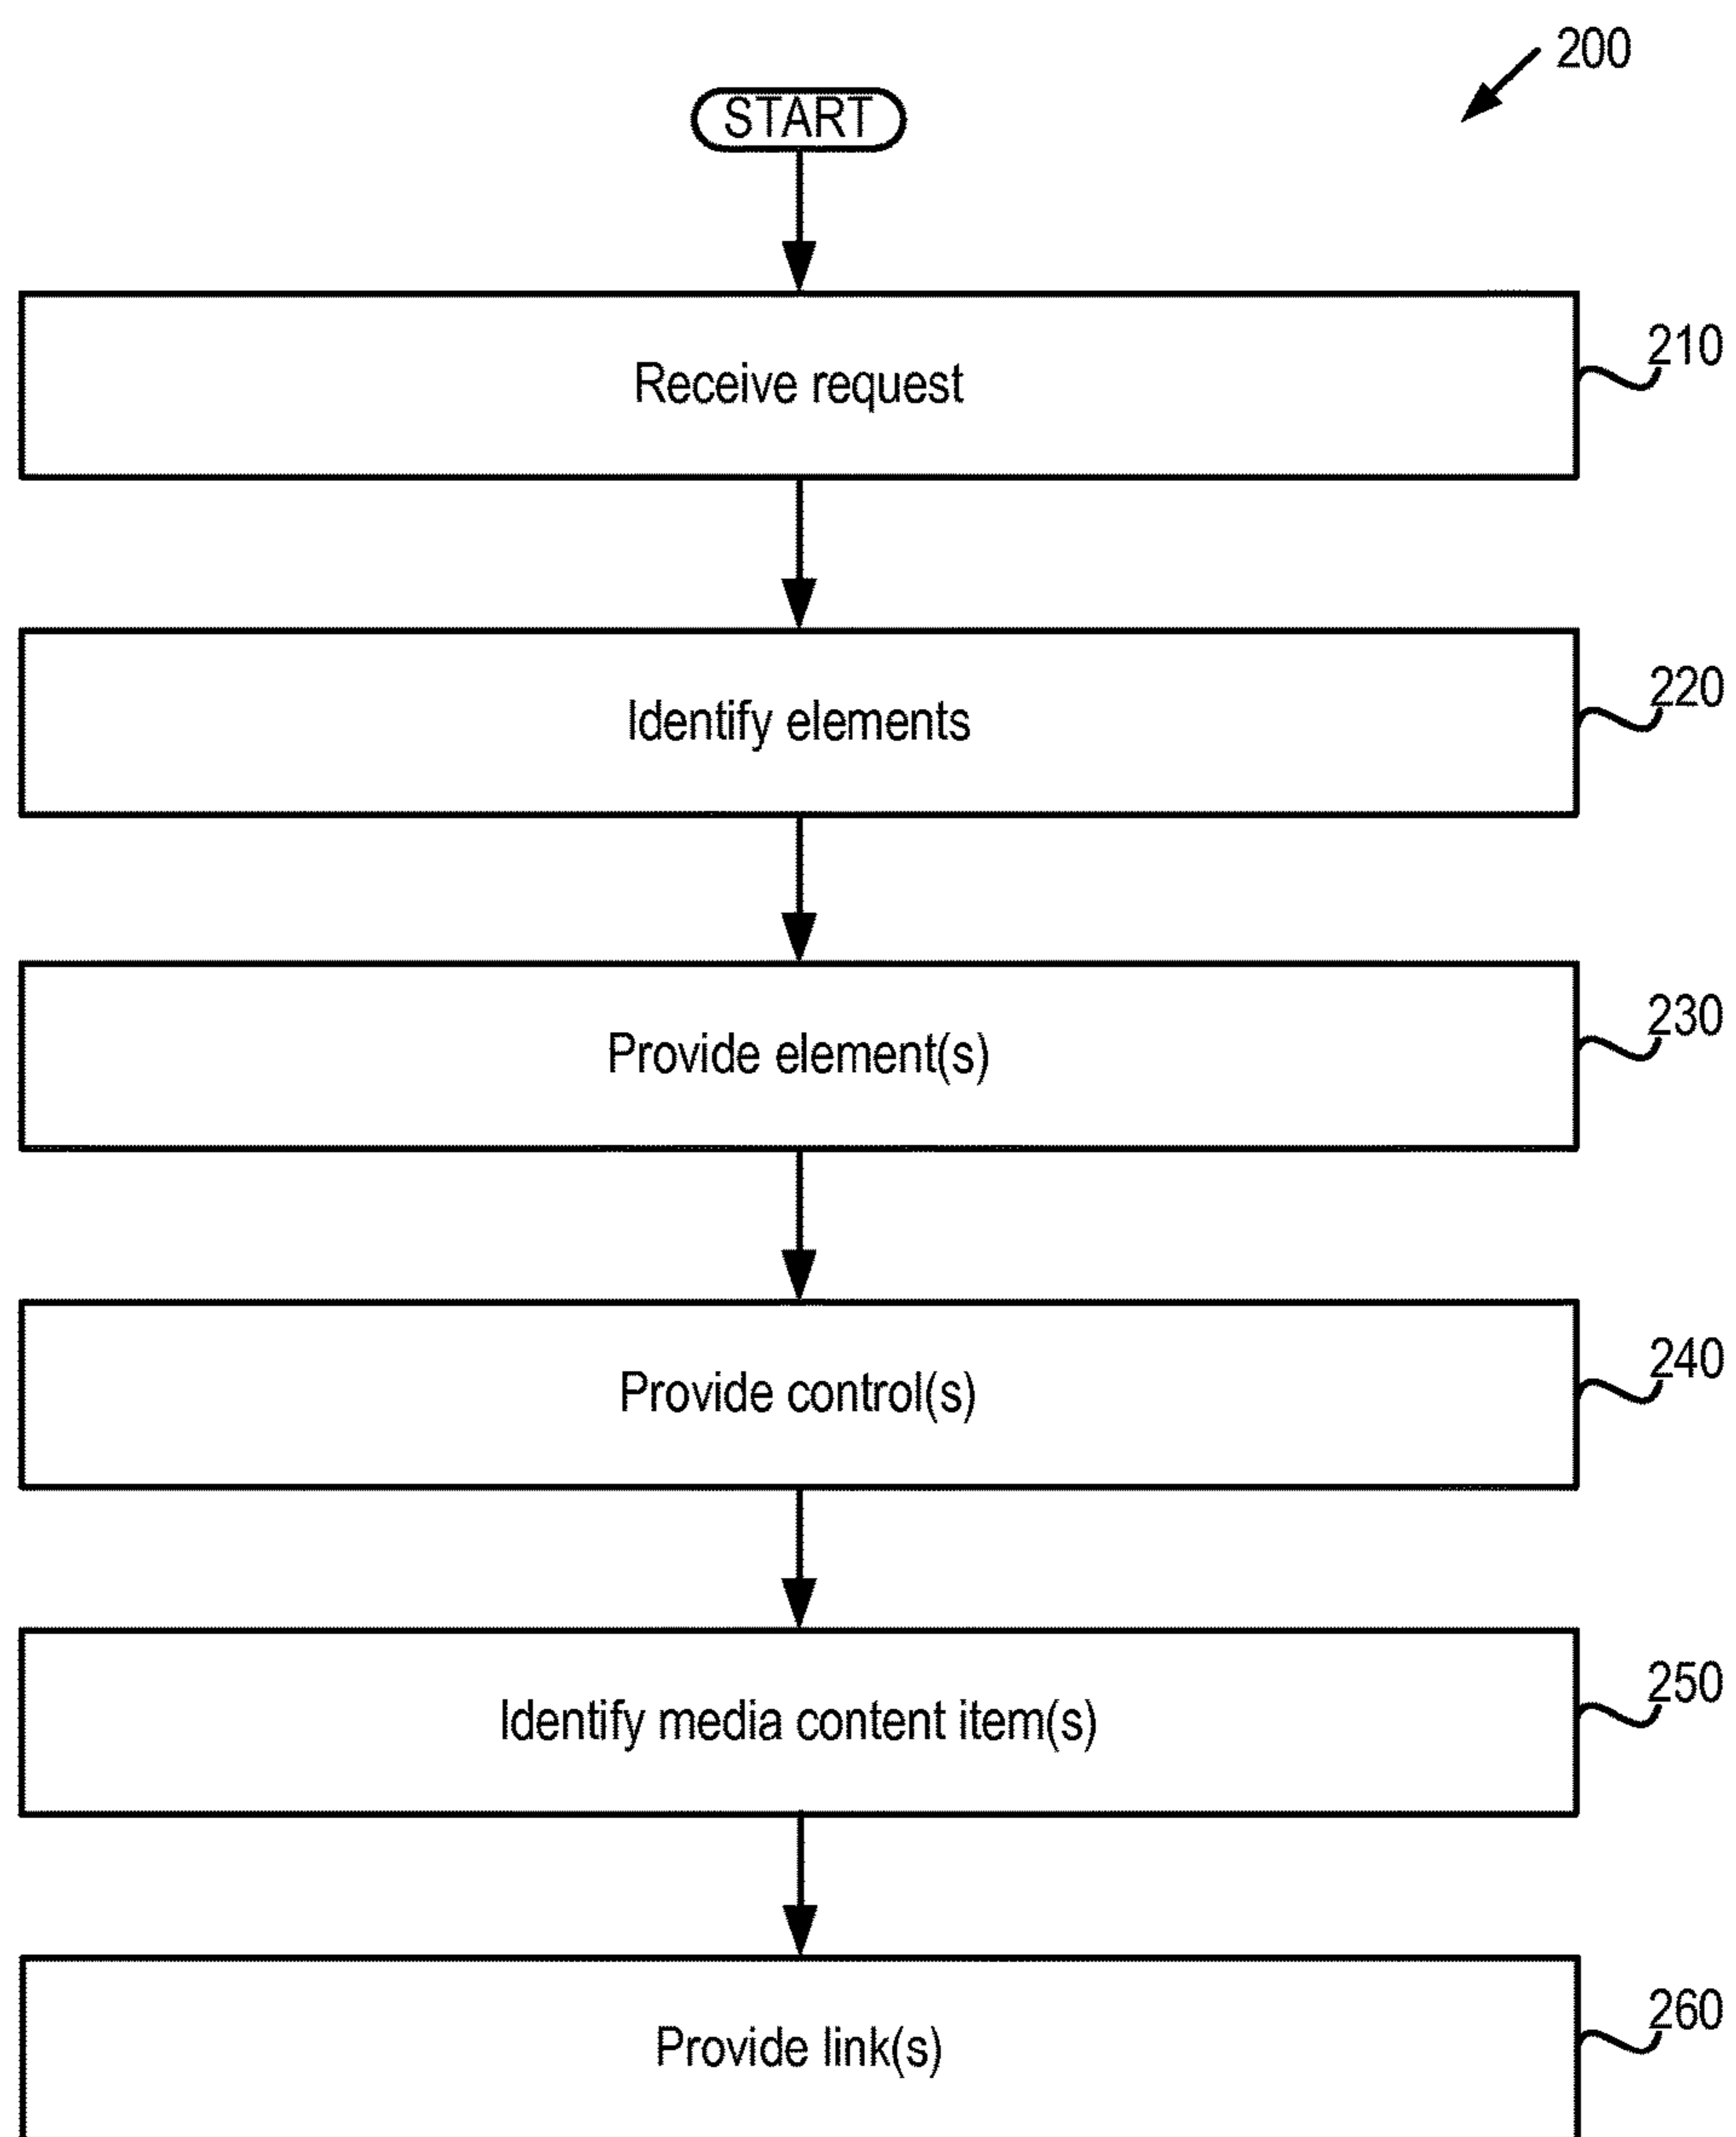 200
START
Receive request
210
Identify elements
220
Provide element(s)
230
Provide control(s)
240
Identify media content item(s)
250
Provide link(s)
260